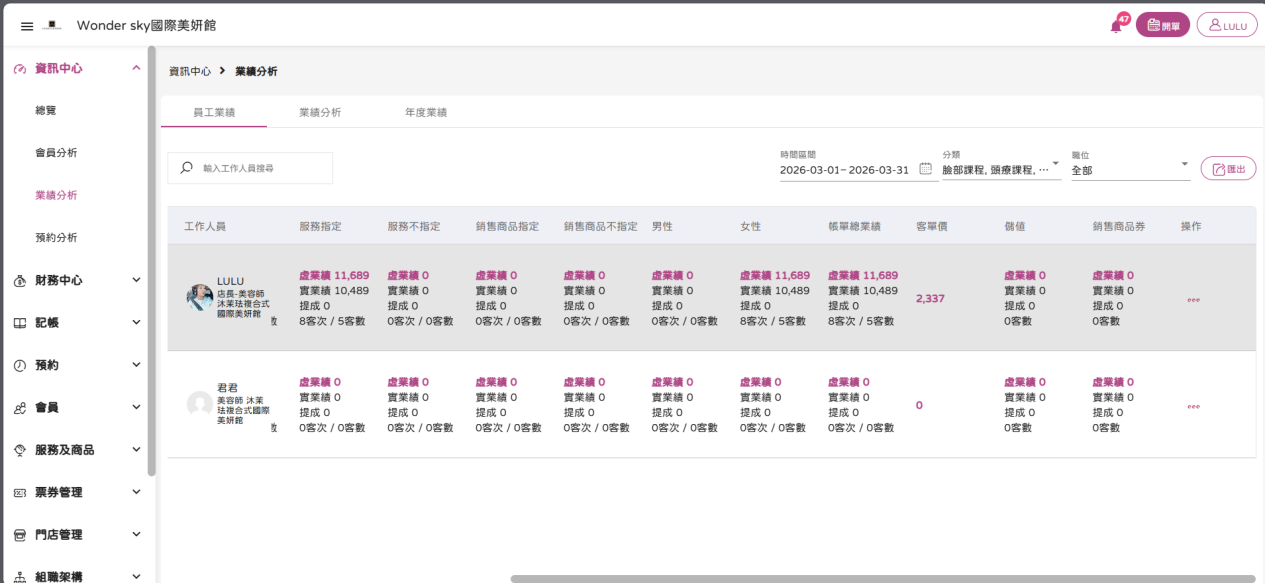 Wonder sky國際美妍館
47
開單
LULU
資訊中心
總覽
會員分析
業績分析
預約分析
財務中心
記帳
預約
會員
服務及商品
票券管理
門店管理
組職架構
資訊中心 > 業績分析
員工業績 業績分析 年度業績
輸入工作人員搜尋
時間區間
2026-03-01 – 2026-03-31
分類
臉部課程, 頭療課程, ...
職位
全部
匯出
工作人員 服務指定 服務不指定 銷售商品指定 銷售商品不指定 男性 女性 帳單總業績 客單價 儲值 銷售商品券 操作
LULU
店長-美容師
沐茉琺複合式
國際美妍館
虛業績 11,689 虛業績 0 虛業績 0 虛業績 0 虛業績 0 虛業績 11,689 虛業績 11,689 虛業績 0 虛業績 0
實業績 10,489 實業績 0 實業績 0 實業績 0 實業績 0 實業績 10,489 實業績 10,489 2,337 實業績 0 實業績 0
提成 0 提成 0 提成 0 提成 0 提成 0 提成 0 提成 0 提成 0 提成 0
8客次 / 5客數 0客次 / 0客數 0客次 / 0客數 0客次 / 0客數 0客次 / 0客數 8客次 / 5客數 8客次 / 5客數 0客數 0客數
君君
美容師 沐茉
琺複合式國際
美妍館
虛業績 0 虛業績 0 虛業績 0 虛業績 0 虛業績 0 虛業績 0 虛業績 0 虛業績 0 虛業績 0
實業績 0 實業績 0 實業績 0 實業績 0 實業績 0 實業績 0 實業績 0 0 實業績 0 實業績 0
提成 0 提成 0 提成 0 提成 0 提成 0 提成 0 提成 0 提成 0 提成 0
0客次 / 0客數 0客次 / 0客數 0客次 / 0客數 0客次 / 0客數 0客次 / 0客數 0客次 / 0客數 0客次 / 0客數 0客數 0客數